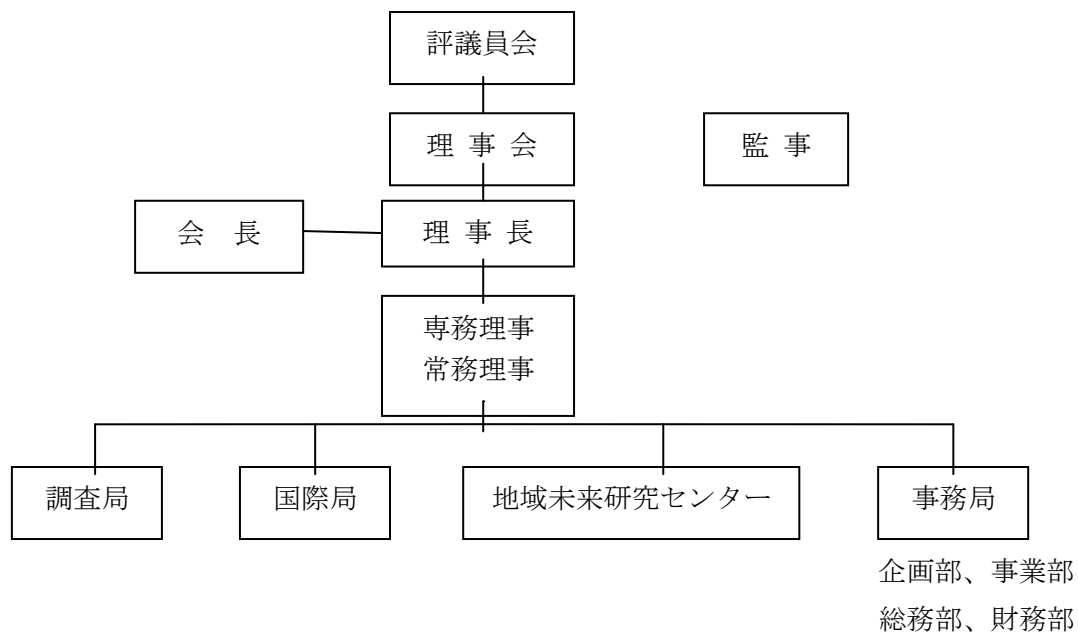 評議員会
理 事 会
監 事
会　長
理 事 長
専務理事
常務理事
調査局
国際局
地域未来研究センター
事務局
企画部、事業部
総務部、財務部